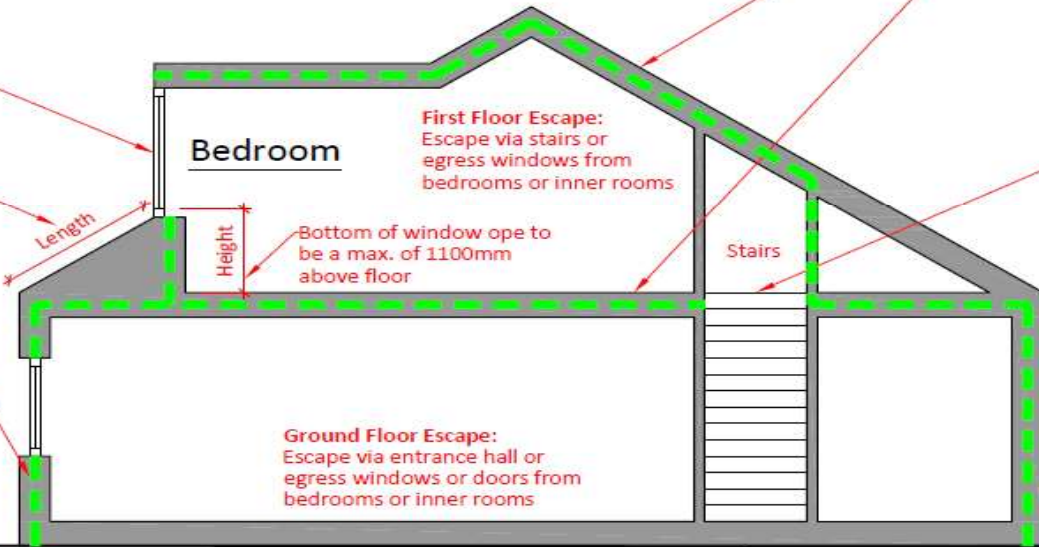 First Floor Escape:
Escape via stairs or
egress windows from
bedrooms or inner rooms
Bedroom
Length
Height
Bottom of window ope to
be a max. of 1100mm
above floor
Stairs
Ground Floor Escape:
Escape via entrance hall or
egress windows or doors from
bedrooms or inner rooms